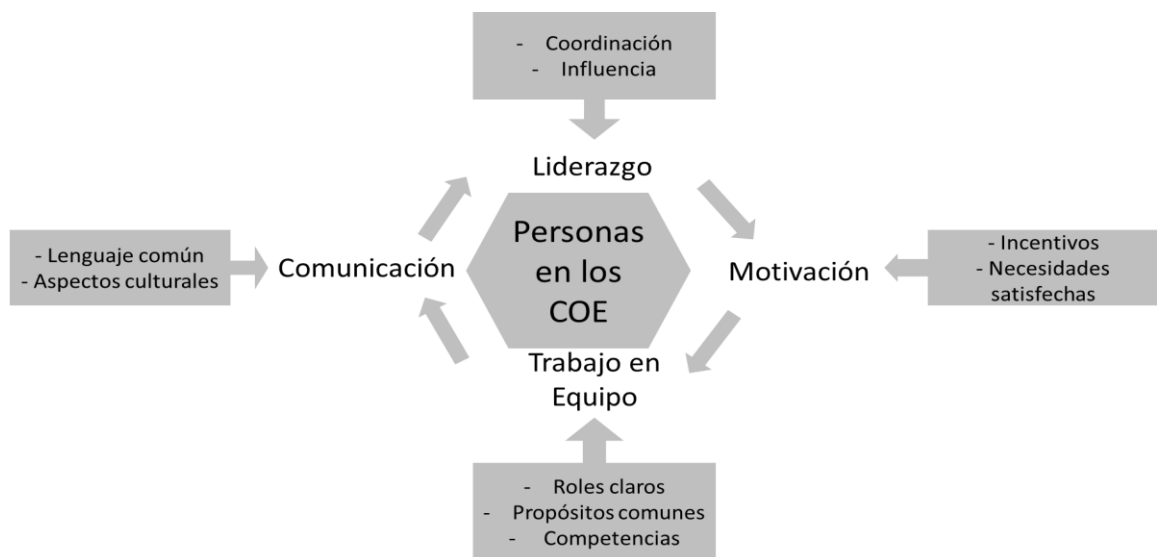 - Coordinación
- Influencia
Liderazgo
- Lenguaje común
- Aspectos culturales
Comunicación
Personas
en los
COE
Motivación
- Incentivos
- Necesidades
satisfechas
Trabajo en
Equipo
- Roles claros
- Propósitos comunes
- Competencias